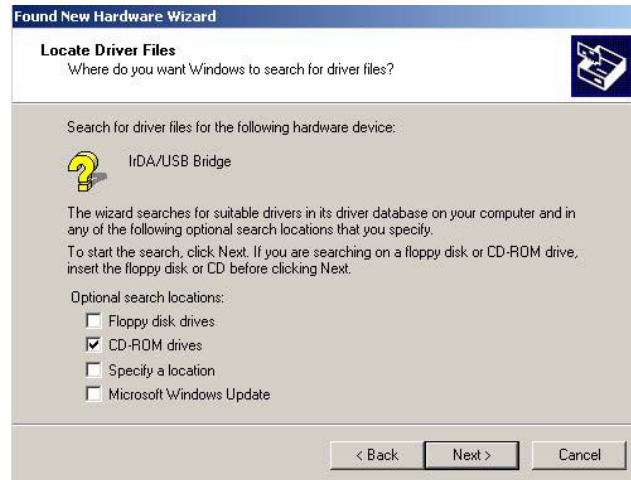 Found New Hardware Wizard
Locate Driver Files
Where do you want Windows to search for driver files?
Search for driver files for the following hardware device:
IrDA/USB Bridge
The wizard searches for suitable drivers in its driver database on your computer and in
any of the following optional search locations that you specify.
To start the search, click Next. If you are searching on a floppy disk or CD-ROM drive,
insert the floppy disk or CD before clicking Next.
Optional search locations:
Floppy disk drives
CD-ROM drives
Specify a location
Microsoft Windows Update
< Back Next > Cancel